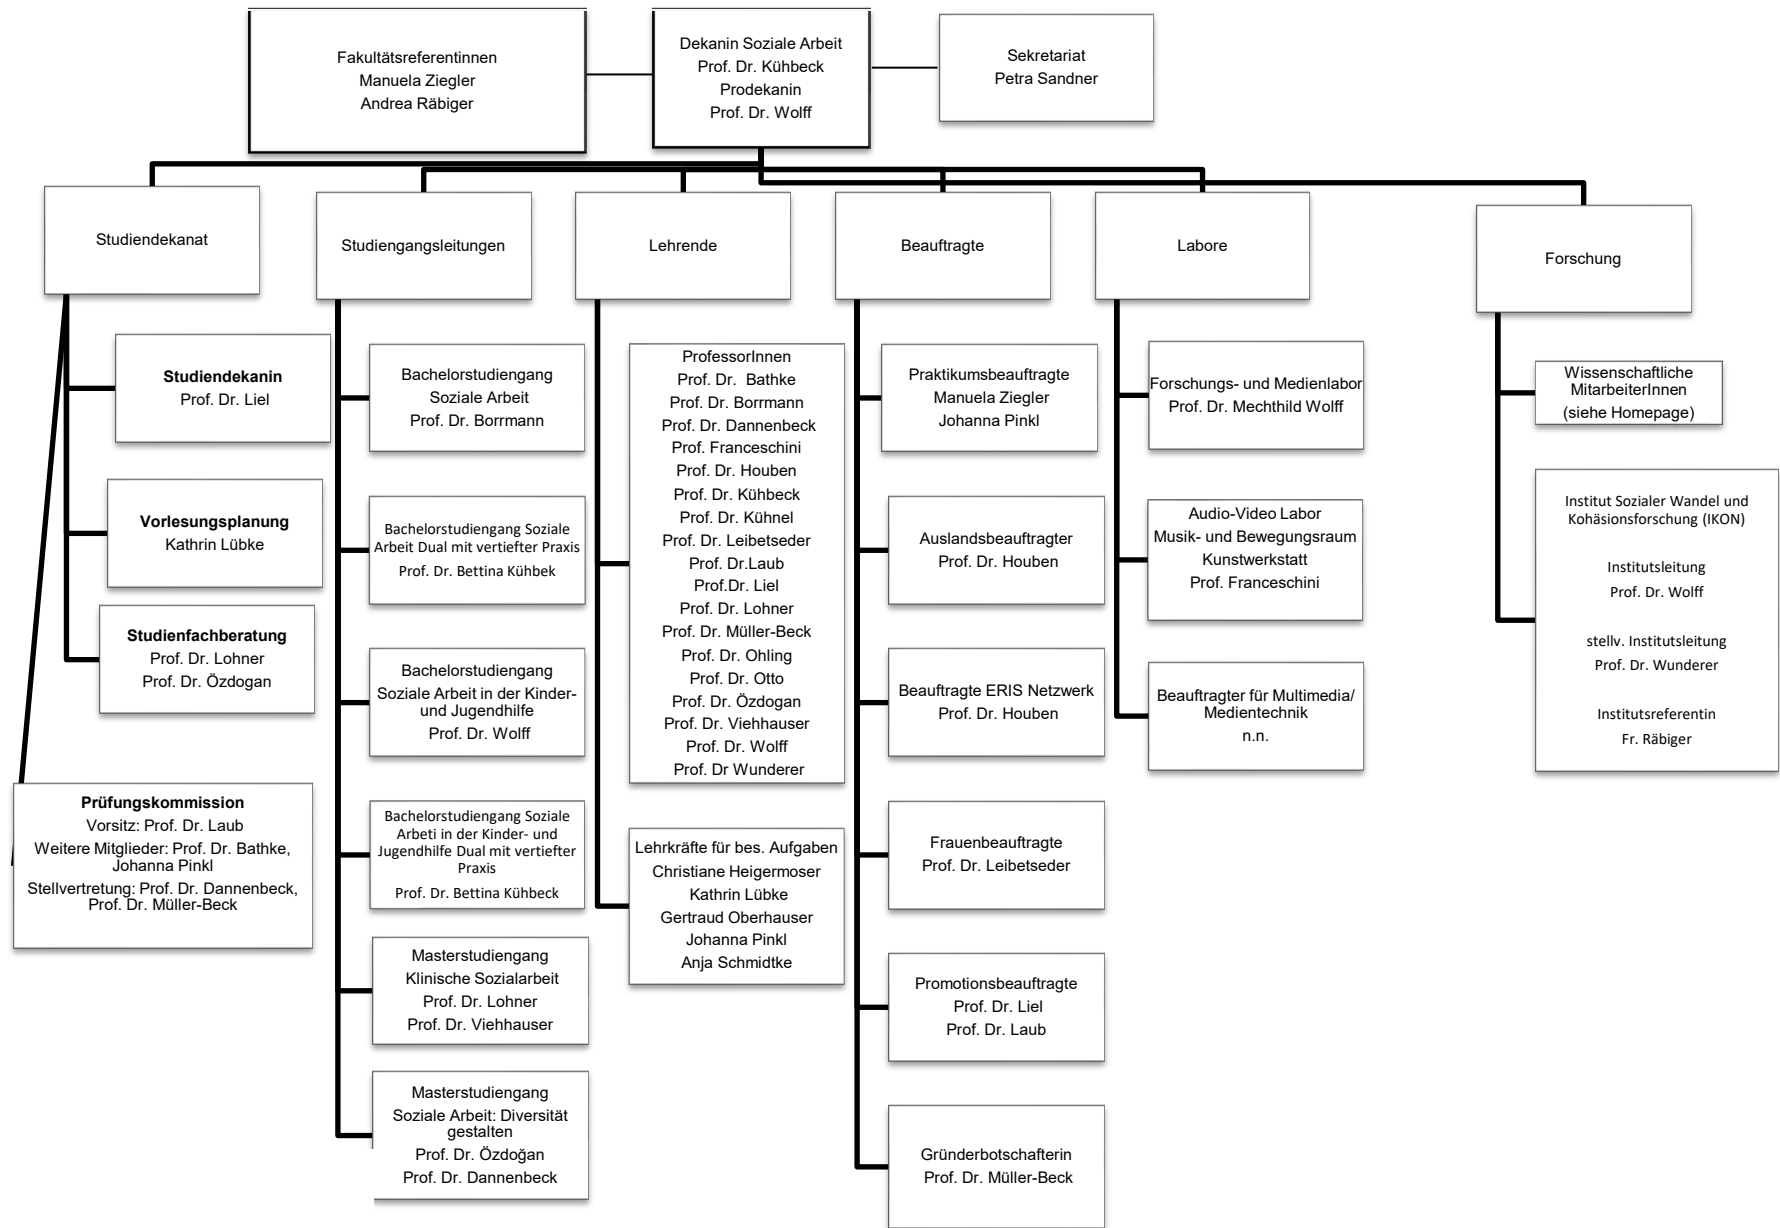 Fakultätsreferentinnen
Manuela Ziegler
Andrea Räbiger
Dekanin Soziale Arbeit
Prof. Dr. Kühbeck
Prodekanin
Prof. Dr. Wolff
Sekretariat
Petra Sandner
Studiendekanat
Studiendekanin
Prof. Dr. Liel
Vorlesungsplanung
Kathrin Lübke
Studienfachberatung
Prof. Dr. Lohner
Prof. Dr. Özdogan
Prüfungskommission
Vorsitz: Prof. Dr. Laub
Weitere Mitglieder: Prof. Dr. Bathke,
Johanna Pinkl
Stellvertretung: Prof. Dr. Dannenbeck,
Prof. Dr. Müller-Beck
Studiengangsleitungen
Bachelorstudiengang
Soziale Arbeit
Prof. Dr. Borrmann
Bachelorstudiengang Soziale
Arbeit Dual mit vertiefter Praxis
Prof. Dr. Bettina Kühbek
Bachelorstudiengang
Soziale Arbeit in der Kinder-
und Jugendhilfe
Prof. Dr. Wolff
Bachelorstudiengang Soziale
Arbeti in der Kinder- und
Jugendhilfe Dual mit vertiefter
Praxis
Prof. Dr. Bettina Kühbeck
Masterstudiengang
Klinische Sozialarbeit
Prof. Dr. Lohner
Prof. Dr. Viehhauser
Masterstudiengang
Soziale Arbeit: Diversität
gestalten
Prof. Dr. Özdoğan
Prof. Dr. Dannenbeck
Lehrende
ProfessorInnen
Prof. Dr. Bathke
Prof. Dr. Borrmann
Prof. Dr. Dannenbeck
Prof. Franceschini
Prof. Dr. Houben
Prof. Dr. Kühbeck
Prof. Dr. Kühnel
Prof. Dr. Leibetseder
Prof. Dr.Laub
Prof.Dr. Liel
Prof. Dr. Lohner
Prof. Dr. Müller-Beck
Prof. Dr. Ohling
Prof. Dr. Otto
Prof. Dr. Özdogan
Prof. Dr. Viehhauser
Prof. Dr. Wolff
Prof. Dr Wunderer
Lehrkräfte für bes. Aufgaben
Christiane Heigermoser
Kathrin Lübke
Gertraud Oberhauser
Johanna Pinkl
Anja Schmidtke
Beauftragte
Praktikumsbeauftragte
Manuela Ziegler
Johanna Pinkl
Auslandsbeauftragter
Prof. Dr. Houben
Beauftragte ERIS Netzwerk
Prof. Dr. Houben
Frauenbeauftragte
Prof. Dr. Leibetseder
Promotionsbeauftragte
Prof. Dr. Liel
Prof. Dr. Laub
Gründerbotschafterin
Prof. Dr. Müller-Beck
Labore
Forschungs- und Medienlabor
Prof. Dr. Mechthild Wolff
Audio-Video Labor
Musik- und Bewegungsraum
Kunstwerkstatt
Prof. Franceschini
Beauftragter für Multimedia/
Medientechnik
n.n.
Forschung
Wissenschaftliche
MitarbeiterInnen
(siehe Homepage)
Institut Sozialer Wandel und
Kohäsionsforschung (IKON)
Institutsleitung
Prof. Dr. Wolff
stellv. Institutsleitung
Prof. Dr. Wunderer
Institutsreferentin
Fr. Räbiger